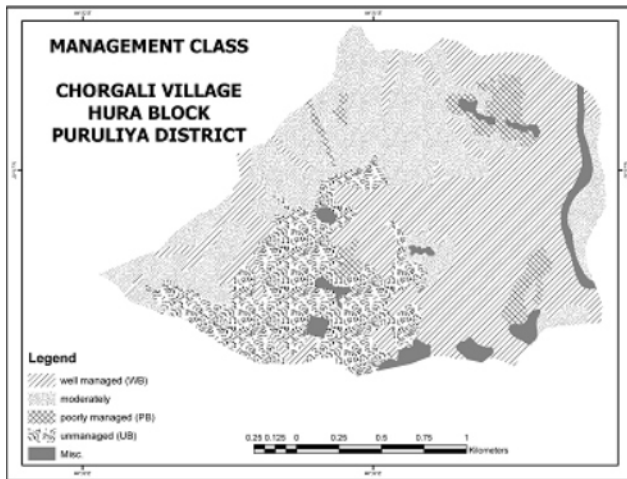 MANAGEMENT CLASS
CHORGALI VILLAGE
HURA BLOCK
PURULIYA DISTRICT
Legend
well managed (WB)
moderately
poorly managed (PB)
unmanaged (UB)
Misc.
0.25 0.125 0 0.25 0.5 0.75 1
Kilometers